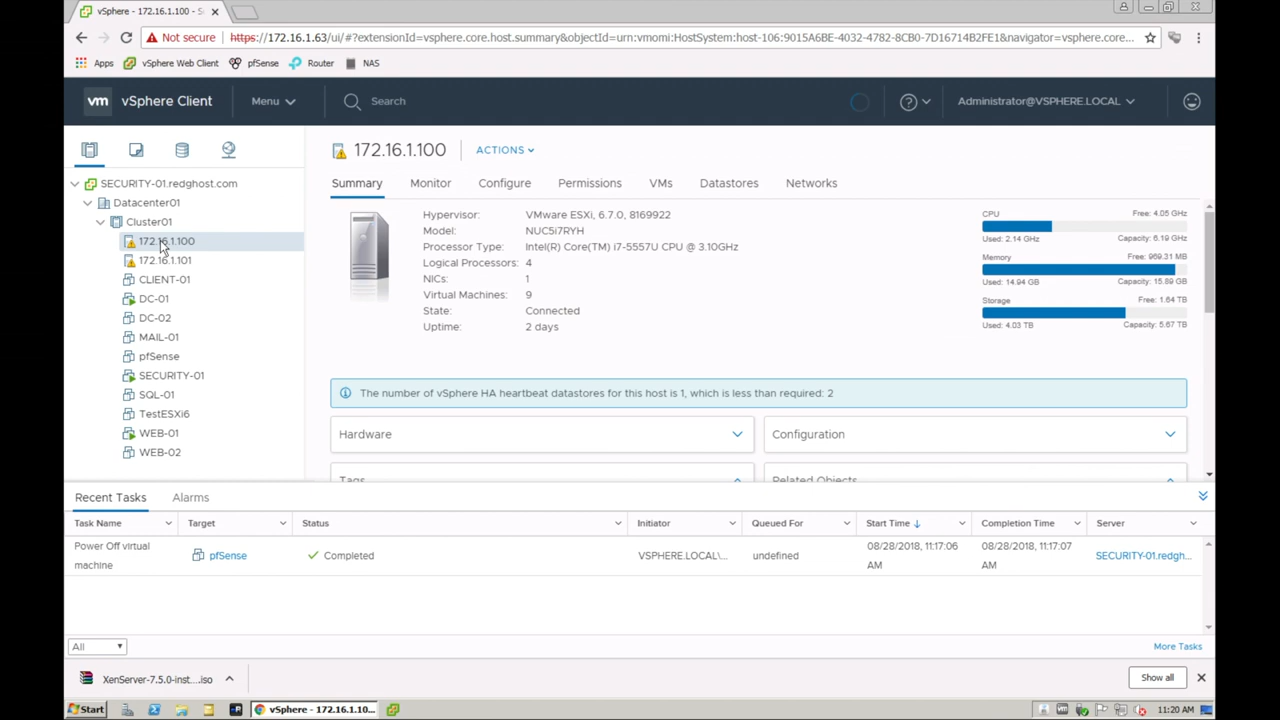 vSphere - 172.16.1.100 - S
Not secure https://172.16.1.63/ui/#?extensionId=vsphere.core.host.summary&objectId=urn:vmomi:HostSystem:host-106:9015A6BE-4032-4782-8CB0-7D16714B2FE1&navigator=vsphere.core...
Apps vSphere Web Client pfSense Router NAS
vm vSphere Client Menu Search Administrator@VSPHERE.LOCAL
172.16.1.100 ACTIONS
Summary Monitor Configure Permissions VMs Datastores Networks
SECURITY-01.redghost.com
Datacenter01
Cluster01
172.16.1.100
172.16.1.101
CLIENT-01
DC-01
DC-02
MAIL-01
pfSense
SECURITY-01
SQL-01
TestESXi6
WEB-01
WEB-02
Hypervisor: VMware ESXi, 6.7.0, 8169922
Model: NUC5i7RYH
Processor Type: Intel(R) Core(TM) i7-5557U CPU @ 3.10GHz
Logical Processors: 4
NICs: 1
Virtual Machines: 9
State: Connected
Uptime: 2 days
CPU Free: 4.05 GHz
Used: 2.14 GHz Capacity: 6.19 GHz
Memory Free: 969.31 MB
Used: 14.94 GB Capacity: 15.89 GB
Storage Free: 1.64 TB
Used: 4.03 TB Capacity: 5.67 TB
The number of vSphere HA heartbeat datastores for this host is 1, which is less than required: 2
Hardware Configuration
Tags Related Objects
Recent Tasks Alarms
Task Name Target Status Initiator Queued For Start Time Completion Time Server
Power Off virtual machine pfSense Completed VSPHERE.LOCAL\... undefined 08/28/2018, 11:17:06 AM 08/28/2018, 11:17:07 AM SECURITY-01.redgh...
All More Tasks
XenServer-7.5.0-inst....iso Show all
Start vSphere - 172.16.1.10... 11:20 AM